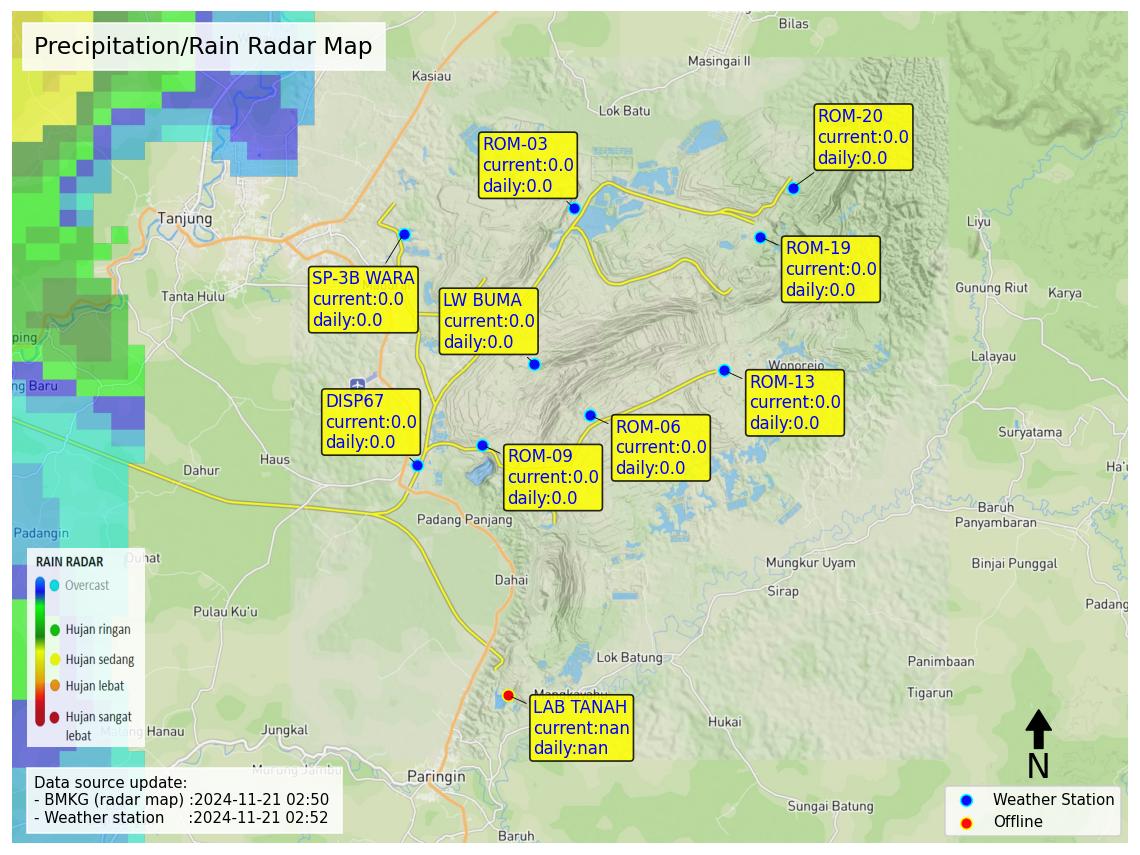 Precipitation/Rain Radar Map
Bilas
Masingai II
Kasiau
Lok Batu
ROM-20
current:0.0
daily:0.0
ROM-03
current:0.0
daily:0.0
Tanjung
Liyu
ROM-19
current:0.0
daily:0.0
SP-3B WARA
current:0.0
daily:0.0
Tanta Hulu
LW BUMA
current:0.0
daily:0.0
Gunung Riut
Karya
ping
Lalayau
Wonorejo
ng Baru
ROM-13
current:0.0
daily:0.0
DISP67
current:0.0
daily:0.0
ROM-06
current:0.0
daily:0.0
Suryatama
Haus
Dahur
ROM-09
current:0.0
daily:0.0
Baruh
Panyambaran
Padang Panjang
Padangin
Mungkur Uyam
Binjai Punggal
RAIN RADAR
Overcast
Hujan ringan
Hujan sedang
Hujan lebat
Hujan sangat
lebat
Dahai
Sirap
Padang
Pulau Ku'u
Lok Batung
Panimbaan
Tigarun
LAB TANAH
current:nan
daily:nan
Hukai
Jungkal
Hanau
Paringin
Sungai Batung
Baruh
N
Data source update:
- BMKG (radar map) :2024-11-21 02:50
- Weather station :2024-11-21 02:52
Weather Station
Offline